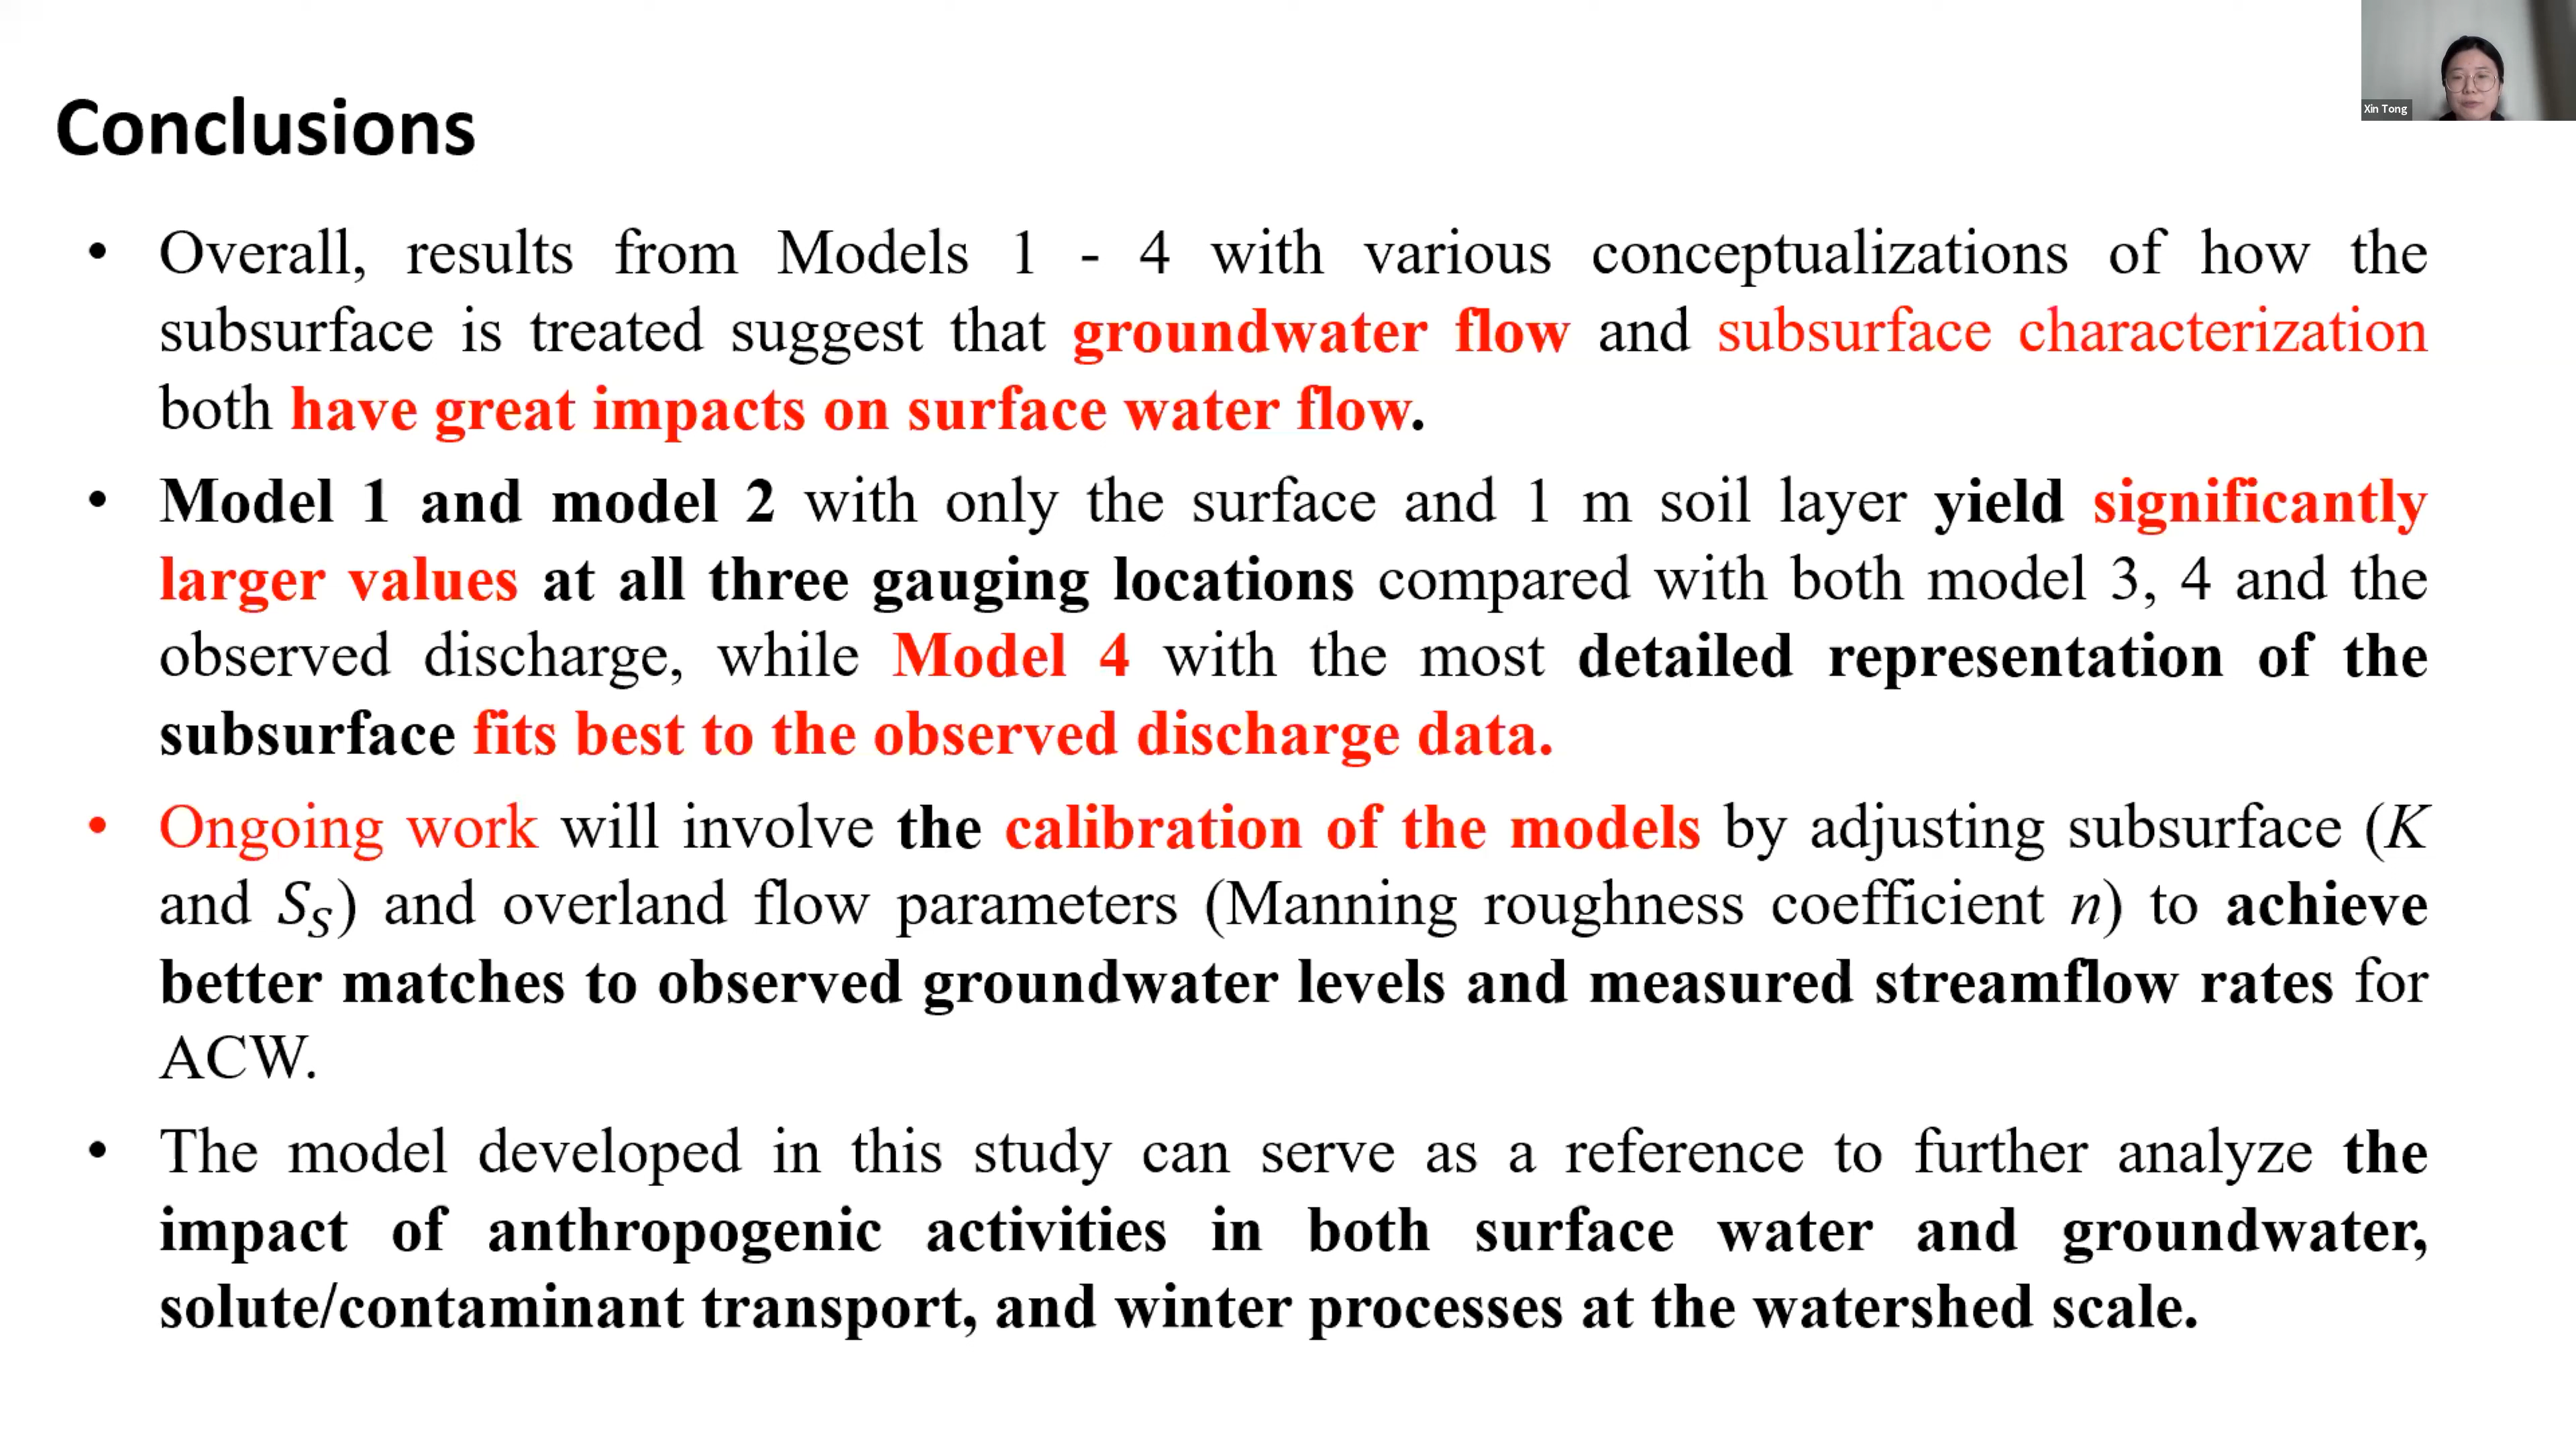 Xin Tong
Conclusions
• Overall, results from Models 1 - 4 with various conceptualizations of how the
subsurface is treated suggest that groundwater flow and subsurface characterization
both have great impacts on surface water flow.
• Model 1 and model 2 with only the surface and 1 m soil layer yield significantly
larger values at all three gauging locations compared with both model 3, 4 and the
observed discharge, while Model 4 with the most detailed representation of the
subsurface fits best to the observed discharge data.
• Ongoing work will involve the calibration of the models by adjusting subsurface (K
and S_S) and overland flow parameters (Manning roughness coefficient n) to achieve
better matches to observed groundwater levels and measured streamflow rates for
ACW.
• The model developed in this study can serve as a reference to further analyze the
impact of anthropogenic activities in both surface water and groundwater,
solute/contaminant transport, and winter processes at the watershed scale.